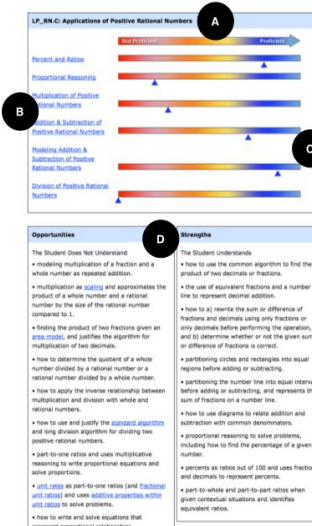 LP_RN.C: Applications of Positive Rational Numbers
A
Not Proficient
Proficient
Percent and Ratios
Proportional Reasoning
Multiplication of Positive
Rational Numbers
B
Addition & Subtraction of
Positive Rational Numbers
C
Modeling Addition &
Subtraction of Positive
Rational Numbers
Division of Positive Rational
Numbers
Opportunities
D
The Student Does Not Understand
• modeling multiplication of a fraction and a
whole number as repeated addition.
• multiplication as scaling and approximates the
product of a whole number and a rational
number by the size of the rational number
compared to 1.
• finding the product of two fractions given an
area model, and justifies the algorithm for
multiplication of two decimals.
• how to determine the quotient of a whole
number divided by a rational number or a
rational number divided by a whole number.
• how to apply the inverse relationship between
multiplication and division with whole and
rational numbers.
• how to use and justify the standard algorithm
and long division algorithm for dividing two
positive rational numbers.
• part-to-one ratios and uses multiplicative
reasoning to write proportional equations and
solve proportions.
• unit rates as part-to-one ratios (and fractional
unit ratios) and uses additive properties within
unit ratios to solve problems.
• how to write and solve equations that
represent proportional relationships
Strengths
The Student Understands
• how to use the common algorithm to find the
product of two decimals or fractions.
• the use of equivalent fractions and a number
line to represent decimal addition.
• how to a) rewrite the sum or difference of
fractions and decimals using only fractions or
only decimals before performing the operation,
and b) determine whether or not the given sum
or difference of fractions is correct.
• partitioning circles and rectangles into equal
regions before adding or subtracting.
• partitioning the number line into equal interva
before adding or subtracting, and represents th
sum of fractions on a number line.
• how to use diagrams to relate addition and
subtraction with common denominators.
• proportional reasoning to solve problems,
including how to find the percentage of a given
number.
• percents as ratios out of 100 and uses fraction
and decimals to represent percents.
• part-to-whole and part-to-part ratios when
given contextual situations and identifies
equivalent ratios.